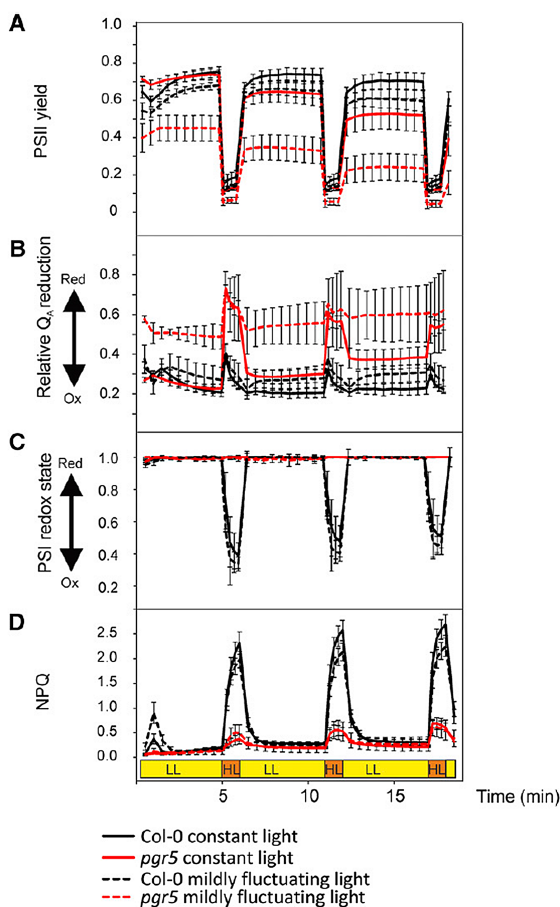 A
PSII yield
0.8
0.6
0.4
0.2
0
B
Relative QA reduction
Red
Ox
0.8
0.6
0.4
0.2
C
PSI redox state
Red
Ox
1.0
0.8
0.6
0.4
0.2
D
NPQ
2.5
2.0
1.5
1.0
0.5
0.0
LL HL LL HL LL HL
5 10 15 Time (min)
Col-0 constant light
pgr5 constant light
Col-0 mildly fluctuating light
pgr5 mildly fluctuating light